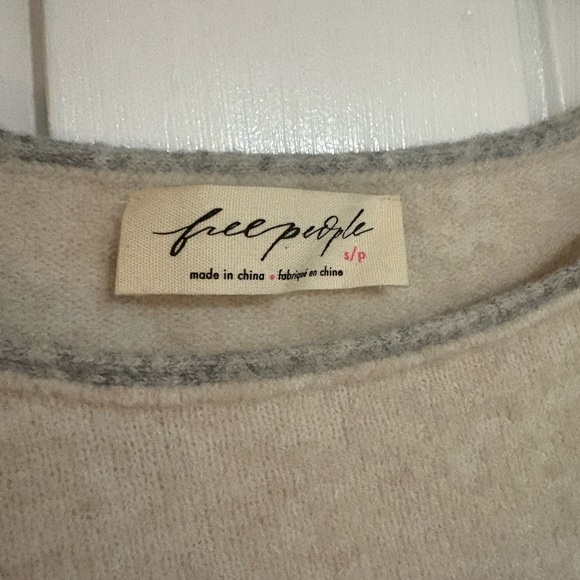 free people
s/p
made in china • fabriqué en chine